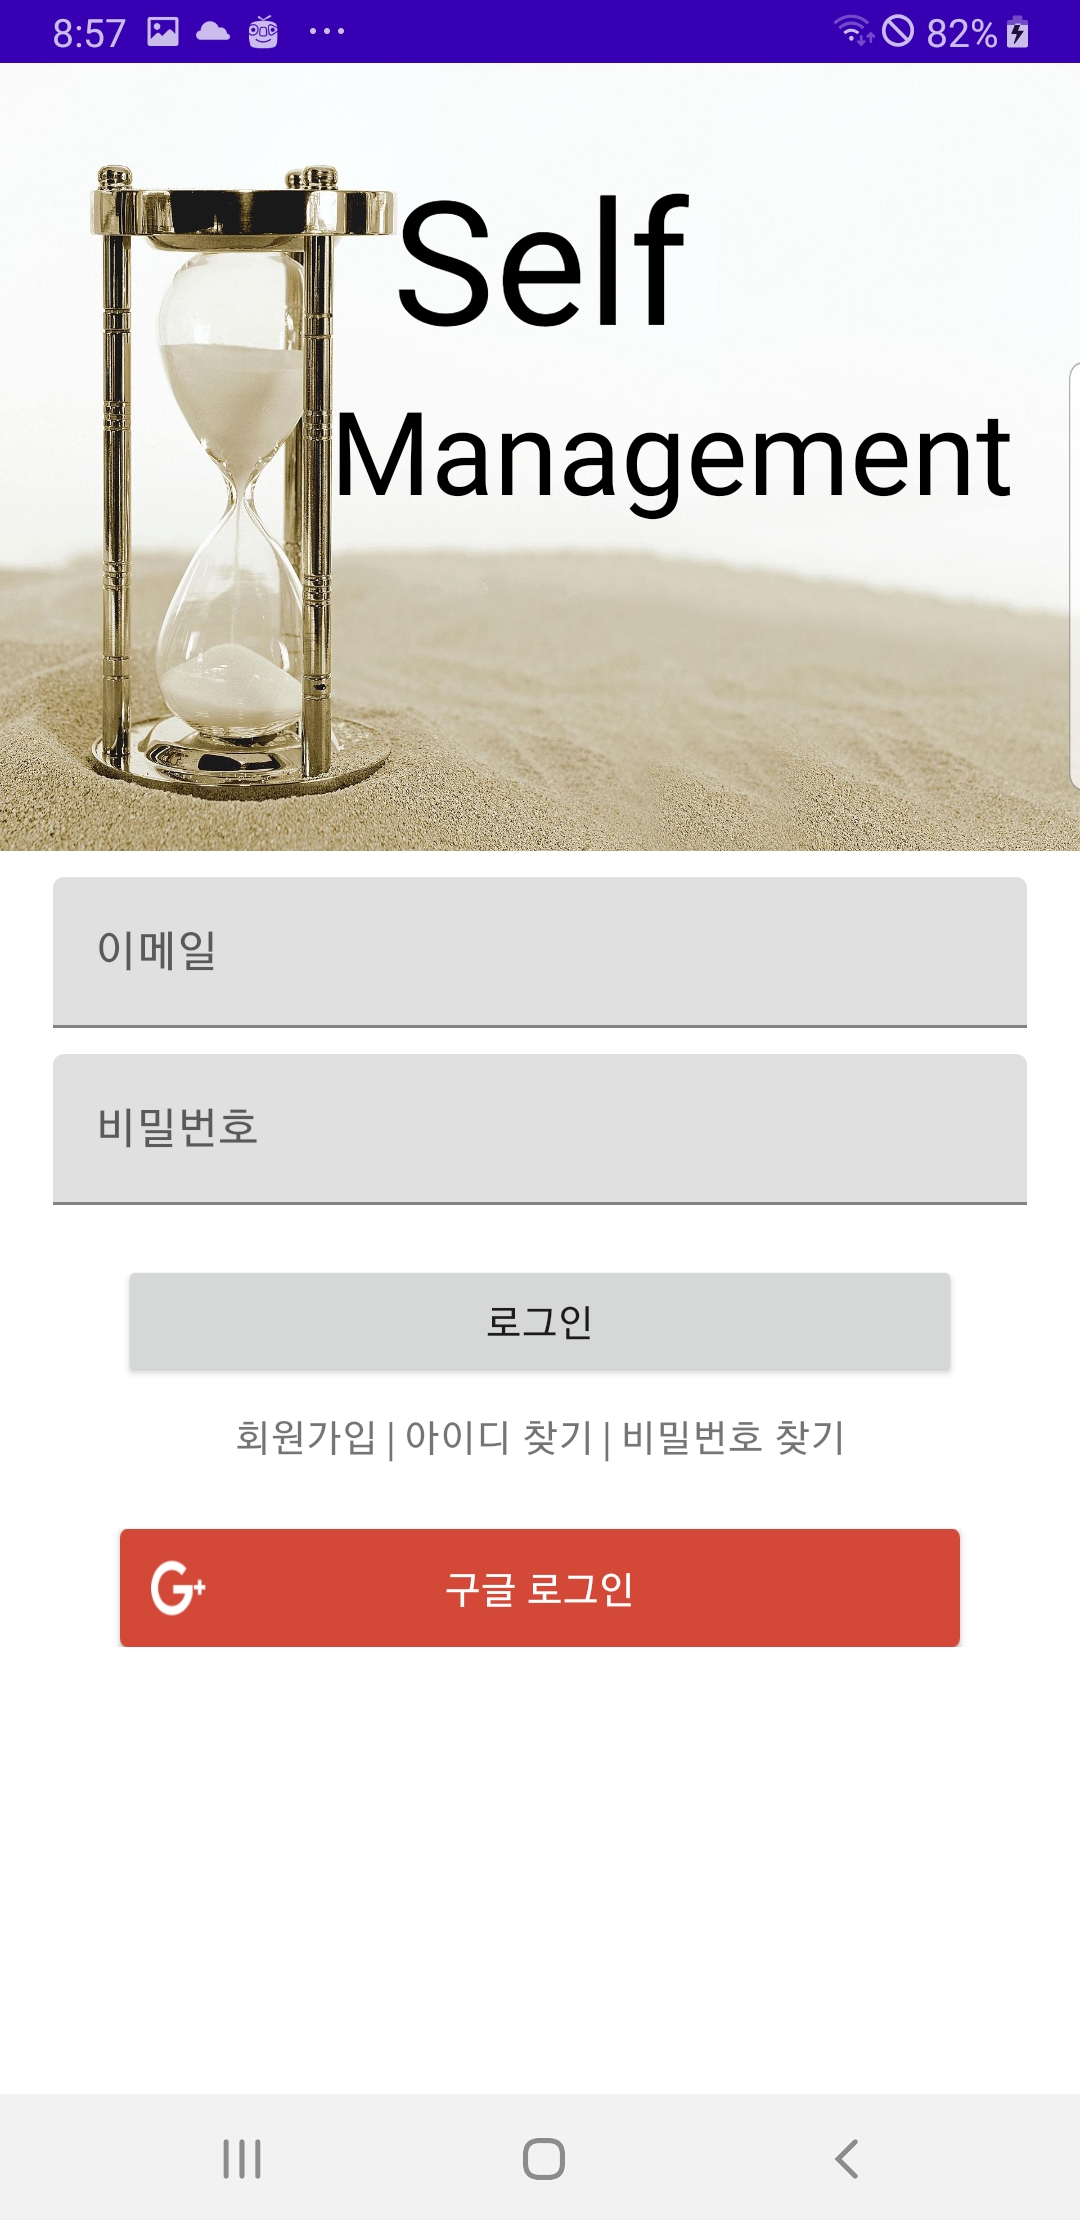 8:57 82%
Self
Management
이메일
비밀번호
로그인
회원가입 | 아이디 찾기 | 비밀번호 찾기
G+ 구글 로그인